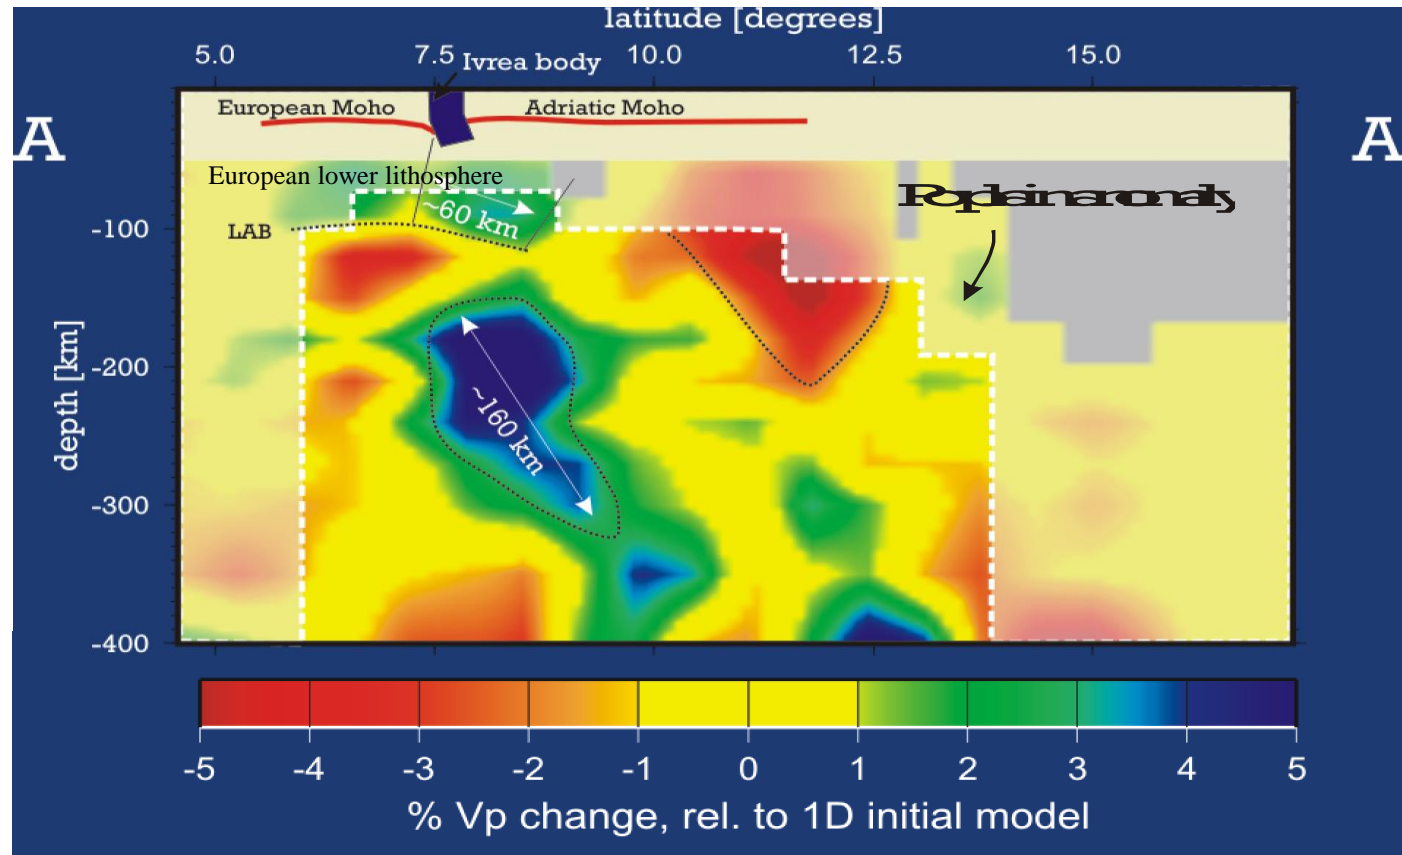 latitude [degrees]
5.0 7.5 10.0 12.5 15.0
Ivrea body
European Moho
Adriatic Moho
A
A
European lower lithosphere
~60 km
LAB
~160 km
depth [km]
-100
-200
-300
-400
-5 -4 -3 -2 -1 0 1 2 3 4 5
% Vp change, rel. to 1D initial model